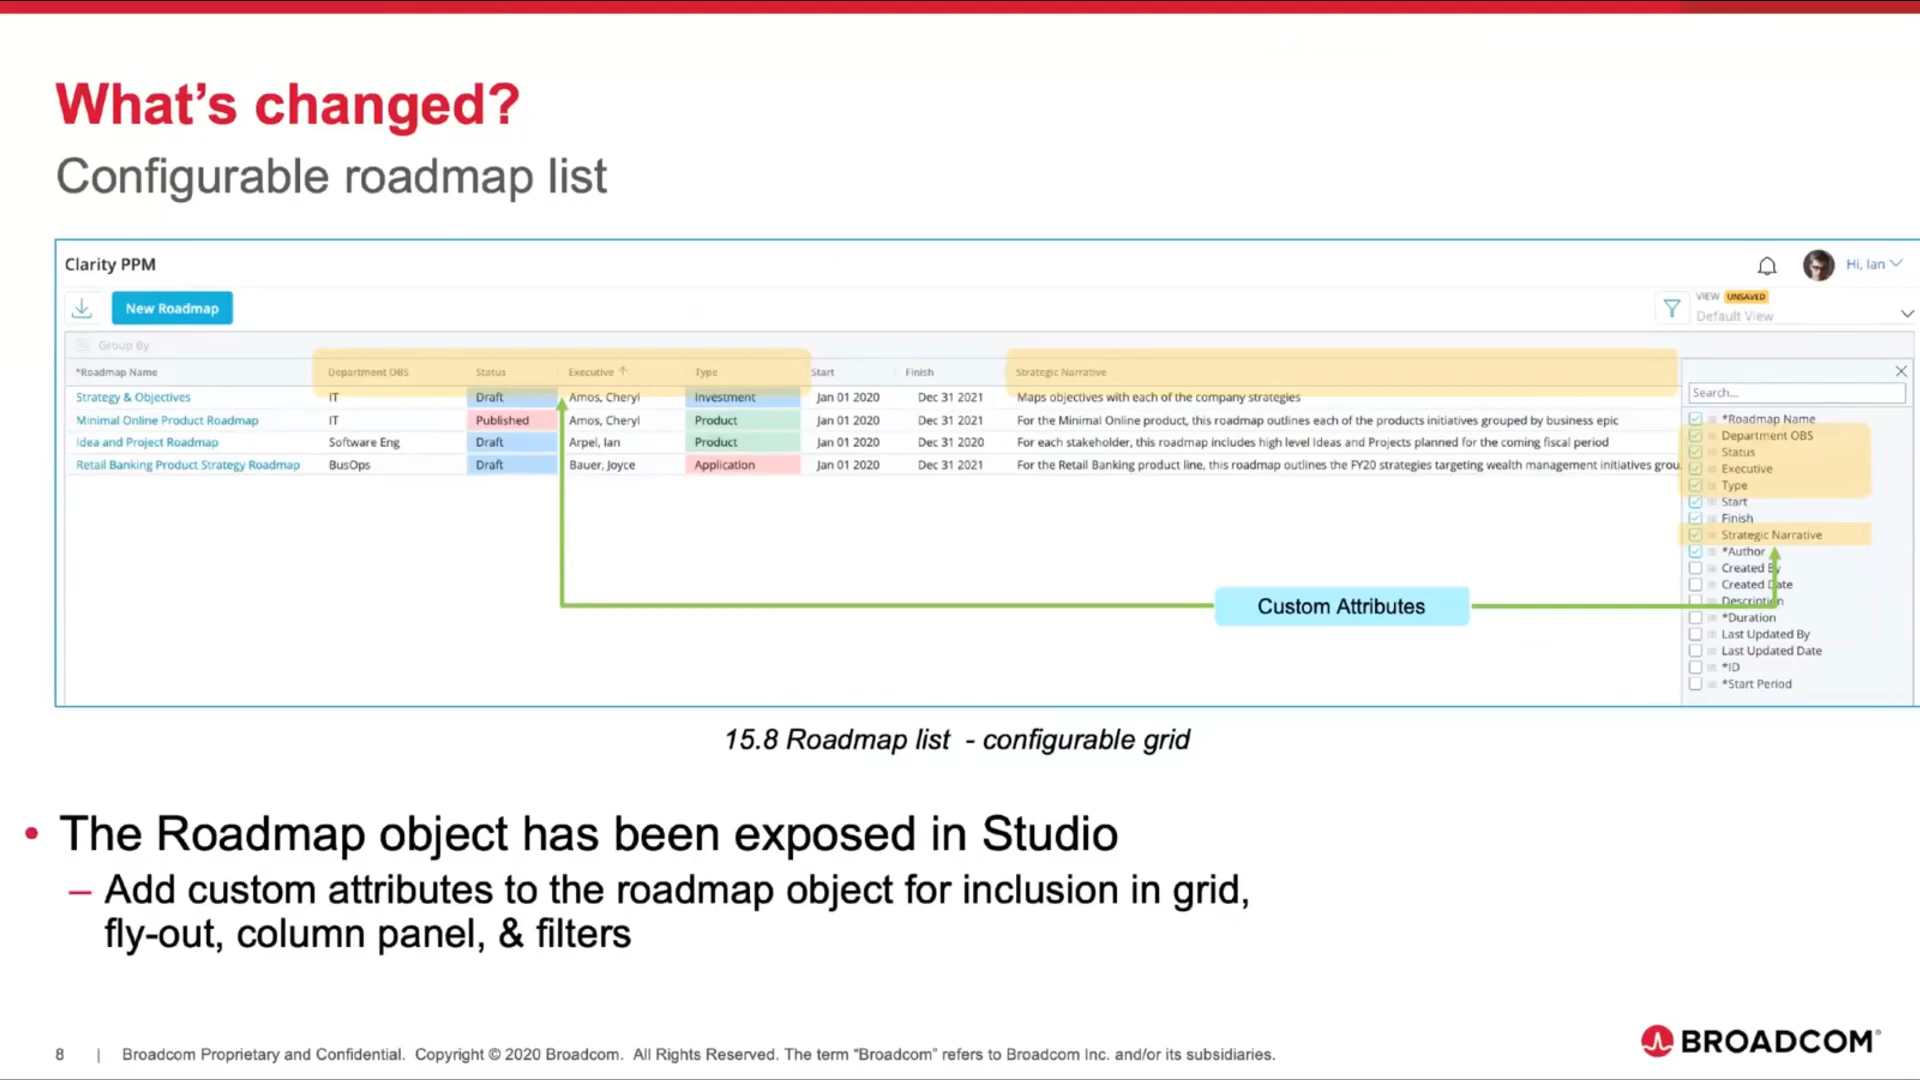 What's changed?
Configurable roadmap list
Clarity PPM
Hi, Ian
New Roadmap
VIEW UNSAVED
Default View
Group By
*Roadmap Name Department OBS Status Executive Type Start Finish Strategic Narrative
Strategy & Objectives IT Draft Amos, Cheryl Investment Jan 01 2020 Dec 31 2021 Maps objectives with each of the company strategies
Minimal Online Product Roadmap IT Published Amos, Cheryl Product Jan 01 2020 Dec 31 2021 For the Minimal Online product, this roadmap outlines each of the products initiatives grouped by business epic
Idea and Project Roadmap Software Eng Draft Arpel, Ian Product Jan 01 2020 Dec 31 2020 For each stakeholder, this roadmap includes high level Ideas and Projects planned for the coming fiscal period
Retail Banking Product Strategy Roadmap BusOps Draft Bauer, Joyce Application Jan 01 2020 Dec 31 2021 For the Retail Banking product line, this roadmap outlines the FY20 strategies targeting wealth management initiatives grou...
Search...
*Roadmap Name
Department OBS
Status
Executive
Type
Start
Finish
Strategic Narrative
*Author
Created By
Created Date
Description
*Duration
Last Updated By
Last Updated Date
*ID
*Start Period
Custom Attributes
15.8 Roadmap list - configurable grid
• The Roadmap object has been exposed in Studio
– Add custom attributes to the roadmap object for inclusion in grid,
fly-out, column panel, & filters
8 | Broadcom Proprietary and Confidential. Copyright © 2020 Broadcom. All Rights Reserved. The term “Broadcom” refers to Broadcom Inc. and/or its subsidiaries.
BROADCOM®